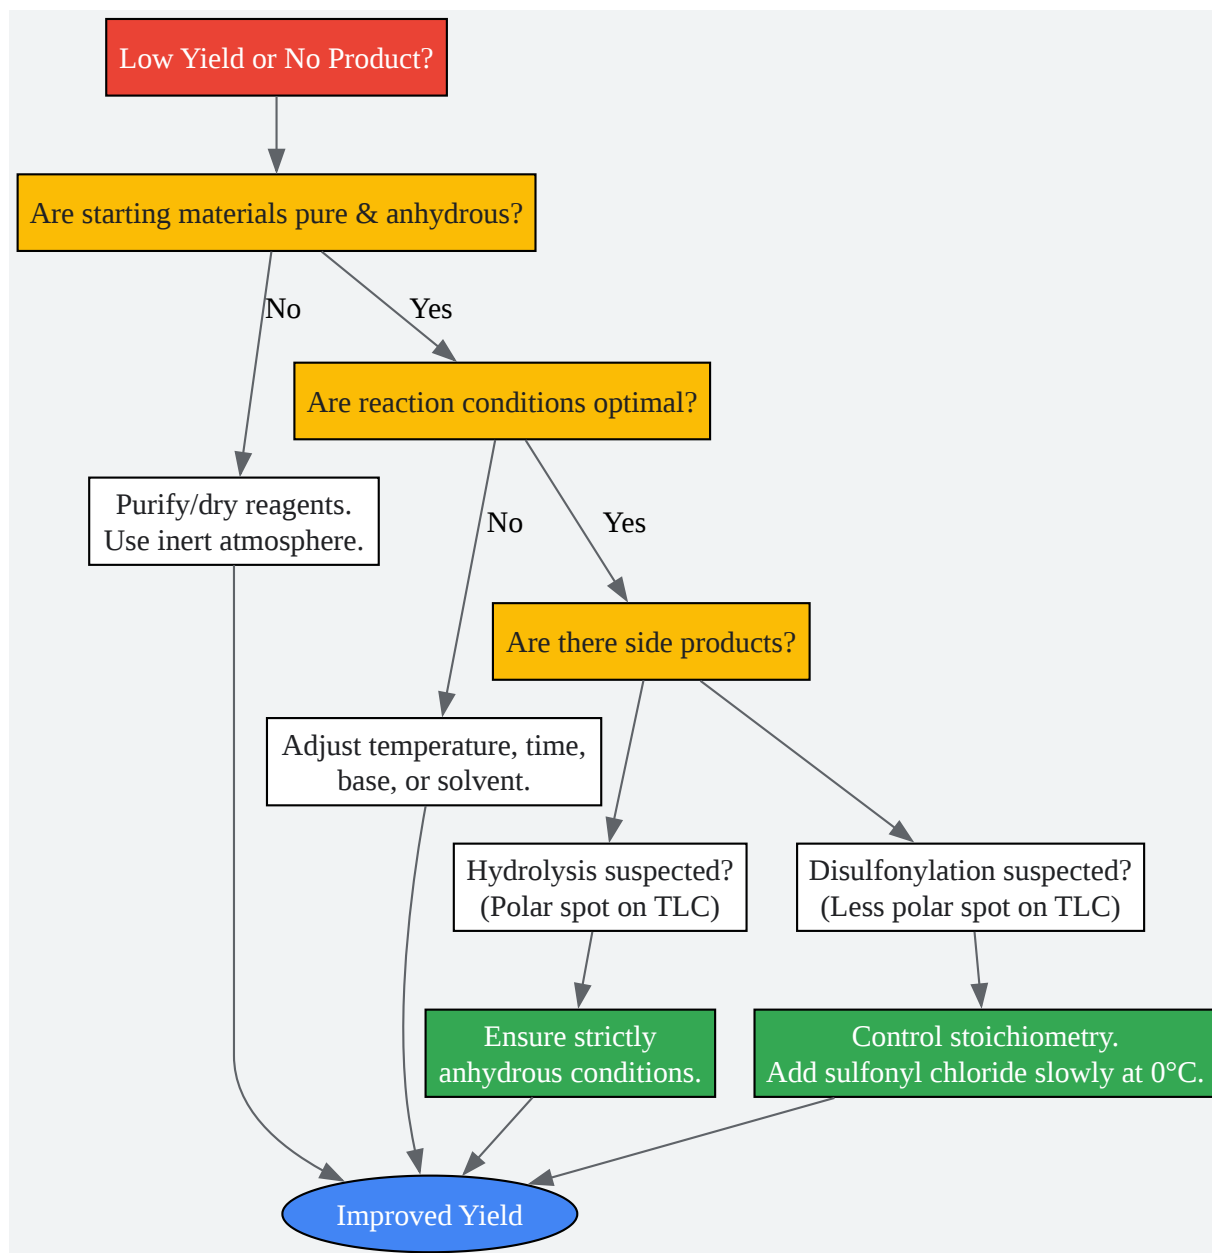 Low Yield or No Product?
Are starting materials pure & anhydrous?
No
Yes
Are reaction conditions optimal?
Purify/dry reagents.
Use inert atmosphere.
No
Yes
Are there side products?
Adjust temperature, time,
base, or solvent.
Hydrolysis suspected?
(Polar spot on TLC)
Disulfonylation suspected?
(Less polar spot on TLC)
Ensure strictly
anhydrous conditions.
Control stoichiometry.
Add sulfonyl chloride slowly at 0°C.
Improved Yield